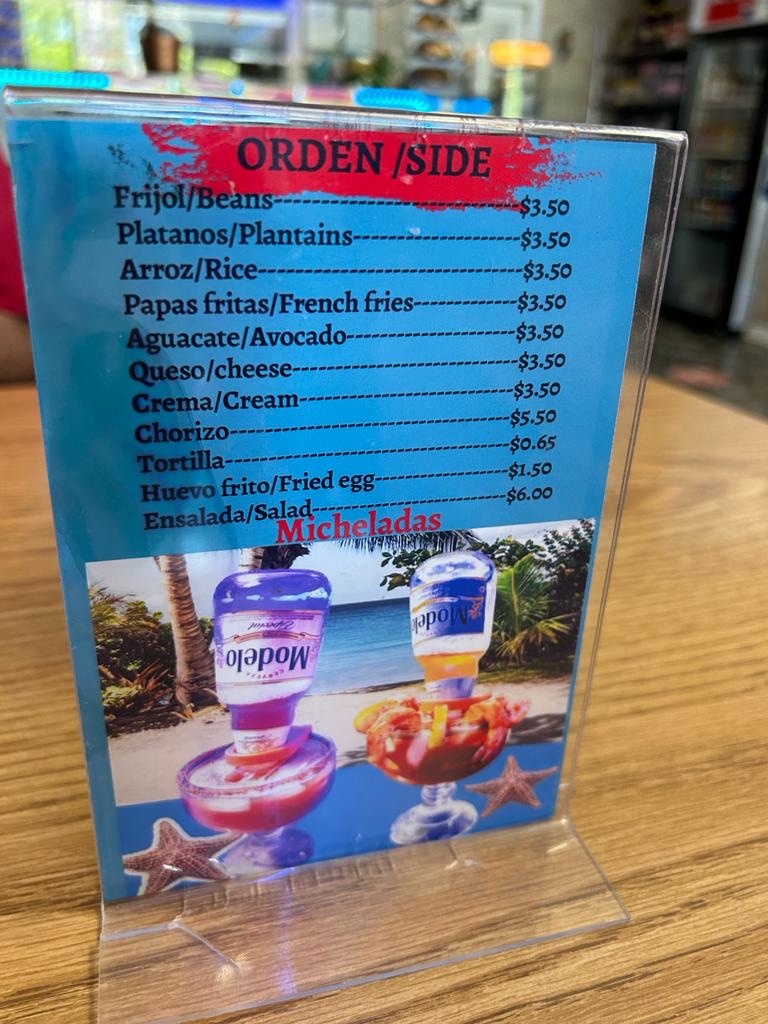 ORDEN /SIDE
Frijol/Beans---------------------------$3.50
Platanos/Plantains------------------$3.50
Arroz/Rice-----------------------------$3.50
Papas fritas/French fries-----------$3.50
Aguacate/Avocado------------------$3.50
Queso/cheese------------------------$3.50
Crema/Cream------------------------$3.50
Chorizo--------------------------------$5.50
Tortilla---------------------------------$0.65
Huevo frito/Fried egg---------------$1.50
Ensalada/Salad----------------------$6.00
Micheladas
Modelo
Especial
CERVEZA
Modelo